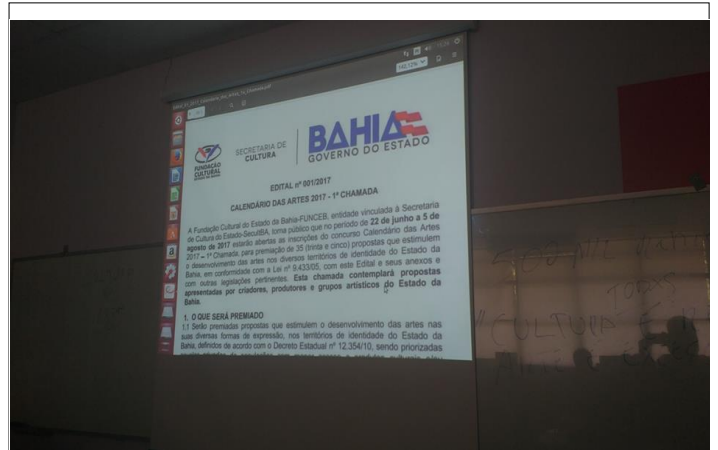 100,12%
FUNDAÇÃO
CULTURAL
SECRETARIA DE
CULTURA
BAHIA
GOVERNO DO ESTADO
EDITAL nº 001/2017
CALENDÁRIO DAS ARTES 2017 - 1ª CHAMADA
A Fundação Cultural do Estado da Bahia-FUNCEB, entidade vinculada à Secretaria
de Cultura do Estado-SecultBA, torna público que no período de 22 de junho a 5 de
agosto de 2017 estarão abertas as inscrições do concurso Calendário das Artes
2017 – 1ª Chamada, para premiação de 35 (trinta e cinco) propostas que estimulem
o desenvolvimento das artes nos diversos territórios de identidade do Estado da
Bahia, em conformidade com a Lei nº 9.433/05, com este Edital e seus anexos e
com outras legislações pertinentes. Esta chamada contemplará propostas
apresentadas por criadores, produtores e grupos artísticos do Estado da
Bahia.
1. O QUE SERÁ PREMIADO
1.1 Serão premiadas propostas que estimulem o desenvolvimento das artes nas
suas diversas formas de expressão, nos territórios de identidade do Estado da
Bahia, definidos de acordo com o Decreto Estadual nº 12.354/10, sendo priorizadas
"CULTURA É